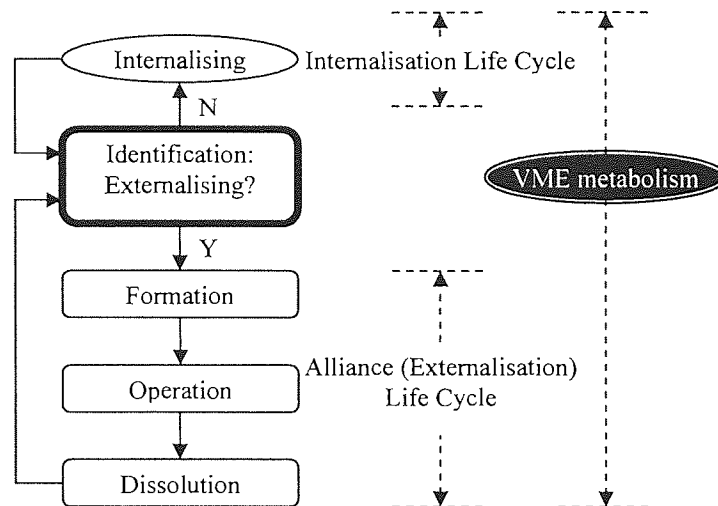 Internalising
Internalisation Life Cycle
N
Identification:
Externalising?
VME metabolism
Y
Formation
Operation
Alliance (Externalisation)
Life Cycle
Dissolution